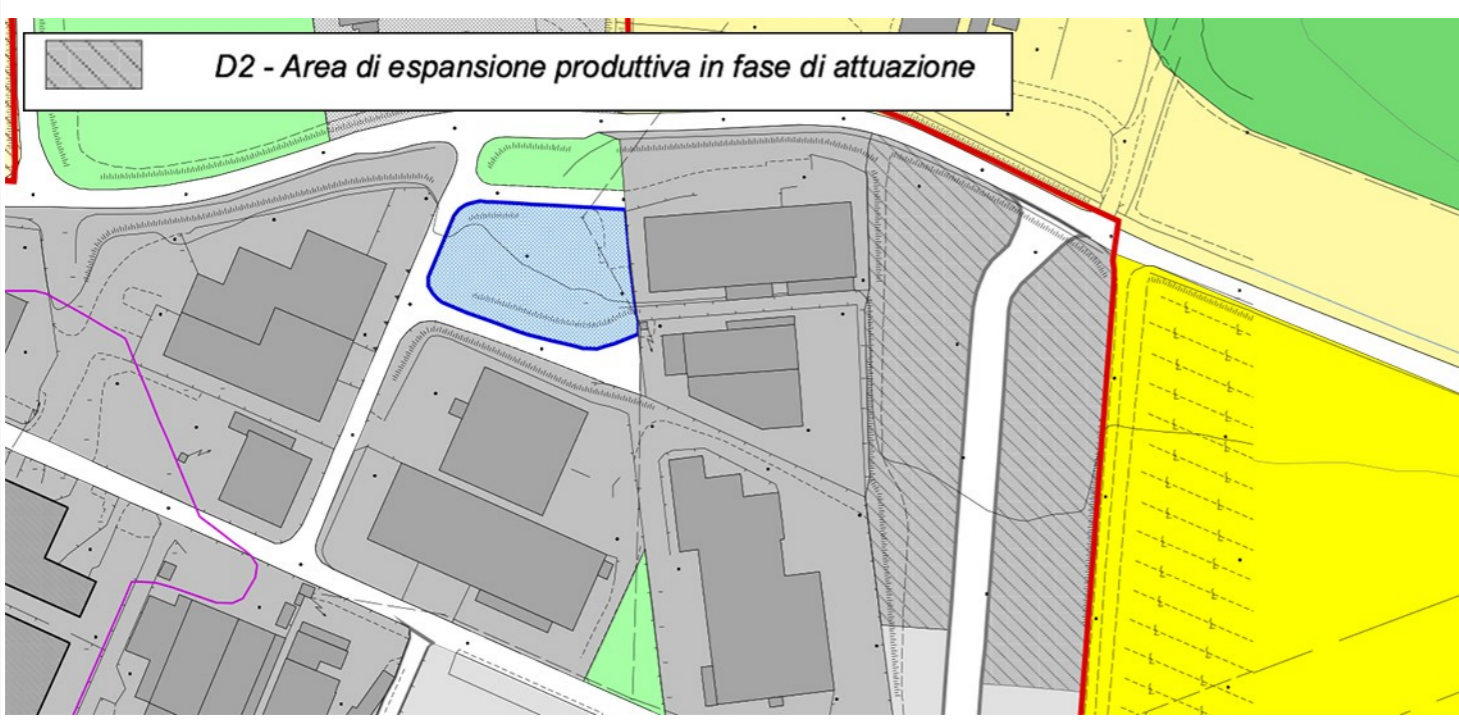 D2 - Area di espansione produttiva in fase di attuazione